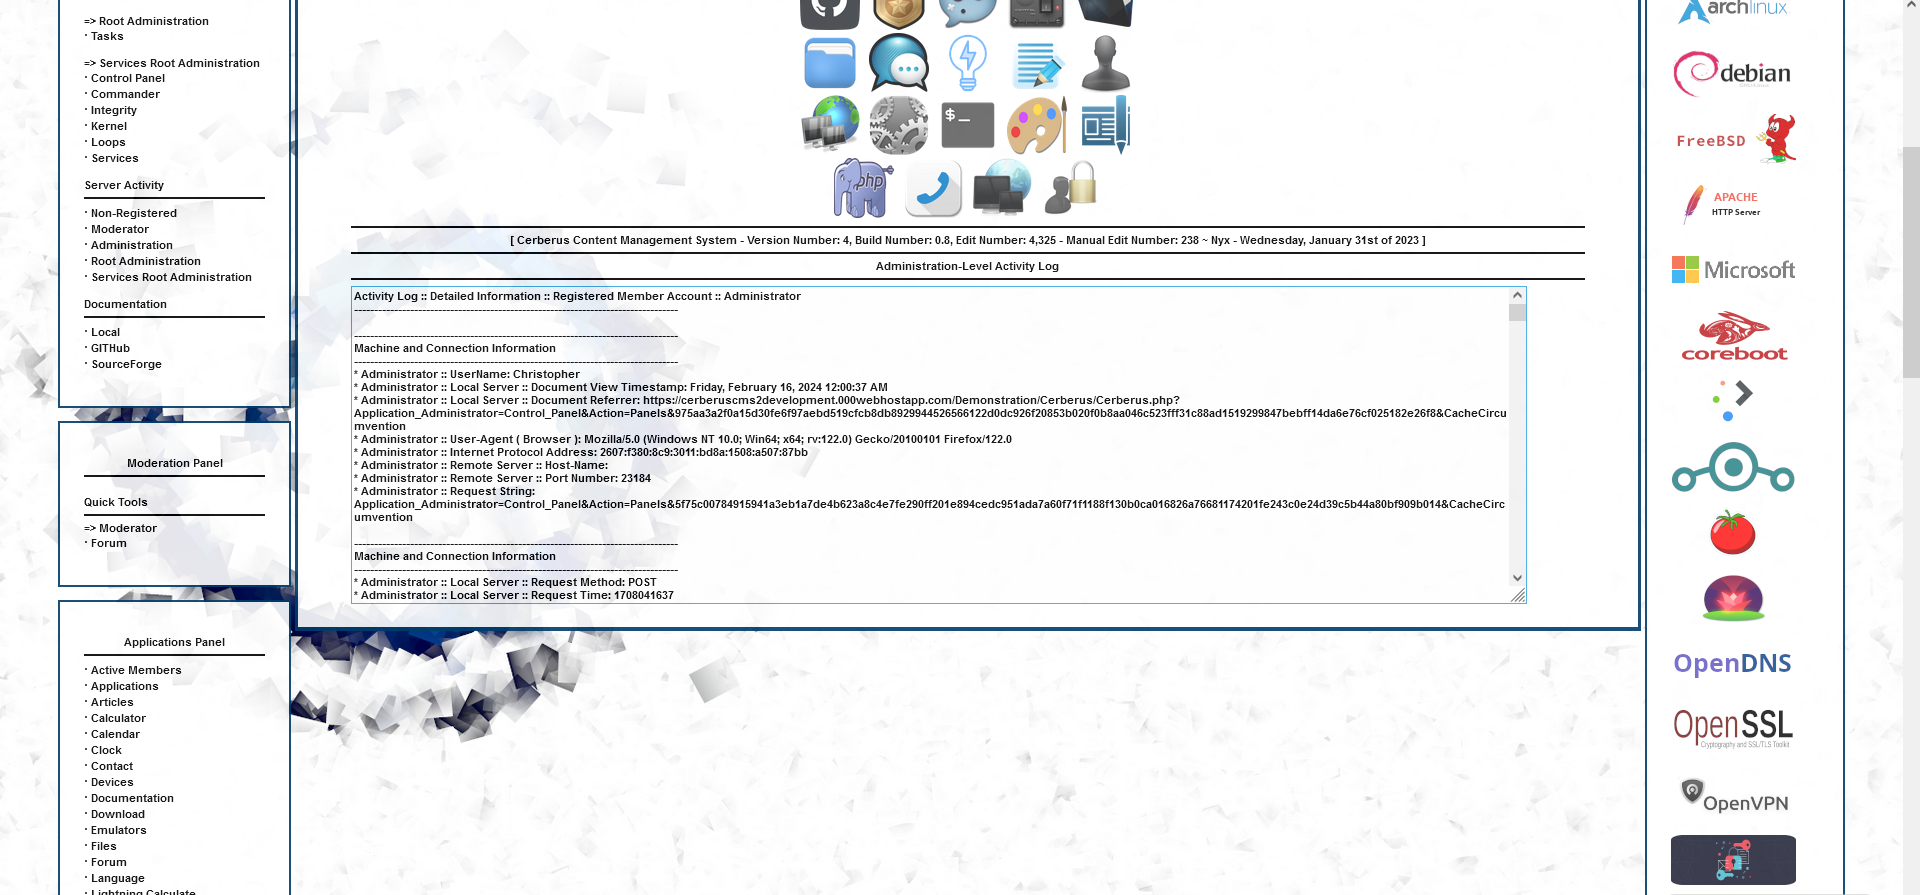 => Root Administration
· Tasks
=> Services Root Administration
· Control Panel
· Commander
· Integrity
· Kernel
· Loops
· Services
Server Activity
· Non-Registered
· Moderator
· Administration
· Root Administration
· Services Root Administration
Documentation
· Local
· GITHub
· SourceForge
Moderation Panel
Quick Tools
=> Moderator
· Forum
Applications Panel
· Active Members
· Applications
· Articles
· Calculator
· Calendar
· Clock
· Contact
· Devices
· Documentation
· Download
· Emulators
· Files
· Forum
· Language
· Lightning Calculate
$_
php
[ Cerberus Content Management System - Version Number: 4, Build Number: 0.8, Edit Number: 4,325 - Manual Edit Number: 238 ~ Nyx - Wednesday, January 31st of 2023 ]
Administration-Level Activity Log
Activity Log :: Detailed Information :: Registered Member Account :: Administrator
--------------------------------------------------------------------------------
--------------------------------------------------------------------------------
Machine and Connection Information
--------------------------------------------------------------------------------
* Administrator :: UserName: Christopher
* Administrator :: Local Server :: Document View Timestamp: Friday, February 16, 2024 12:00:37 AM
* Administrator :: Local Server :: Document Referrer: https://cerberuscms2development.000webhostapp.com/Demonstration/Cerberus/Cerberus.php?
Application_Administrator=Control_Panel&Action=Panels&975aa3a2f0a15d30fe6f97aebd519cfcb8db8929944526566122d0dc926f20853b020f0b8aa046c523fff31c88ad1519299847bebff14da6e76cf025182e26f8&CacheCircu
mvention
* Administrator :: User-Agent ( Browser ): Mozilla/5.0 (Windows NT 10.0; Win64; x64; rv:122.0) Gecko/20100101 Firefox/122.0
* Administrator :: Internet Protocol Address: 2607:f380:8c9:3011:bd8a:1508:a507:87bb
* Administrator :: Remote Server :: Host-Name:
* Administrator :: Remote Server :: Port Number: 23184
* Administrator :: Request String:
Application_Administrator=Control_Panel&Action=Panels&5f75c00784915941a3eb1a7de4b623a8c4e7fe290ff201e894cedc951ada7a60f71f1188f130b0ca016826a76681174201fe243c0e24d39c5b44a80bf909b014&CacheCirc
umvention
--------------------------------------------------------------------------------
Machine and Connection Information
--------------------------------------------------------------------------------
* Administrator :: Local Server :: Request Method: POST
* Administrator :: Local Server :: Request Time: 1708041637
archlinux
debian
FreeBSD
APACHE
HTTP Server
Microsoft
coreboot
OpenDNS
OpenSSL
Cryptography and SSL/TLS Toolkit
OpenVPN